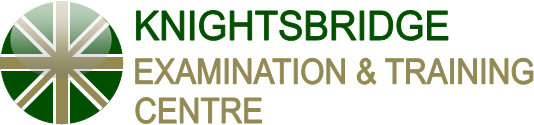 KNIGHTSBRIDGE
EXAMINATION & TRAINING
CENTRE